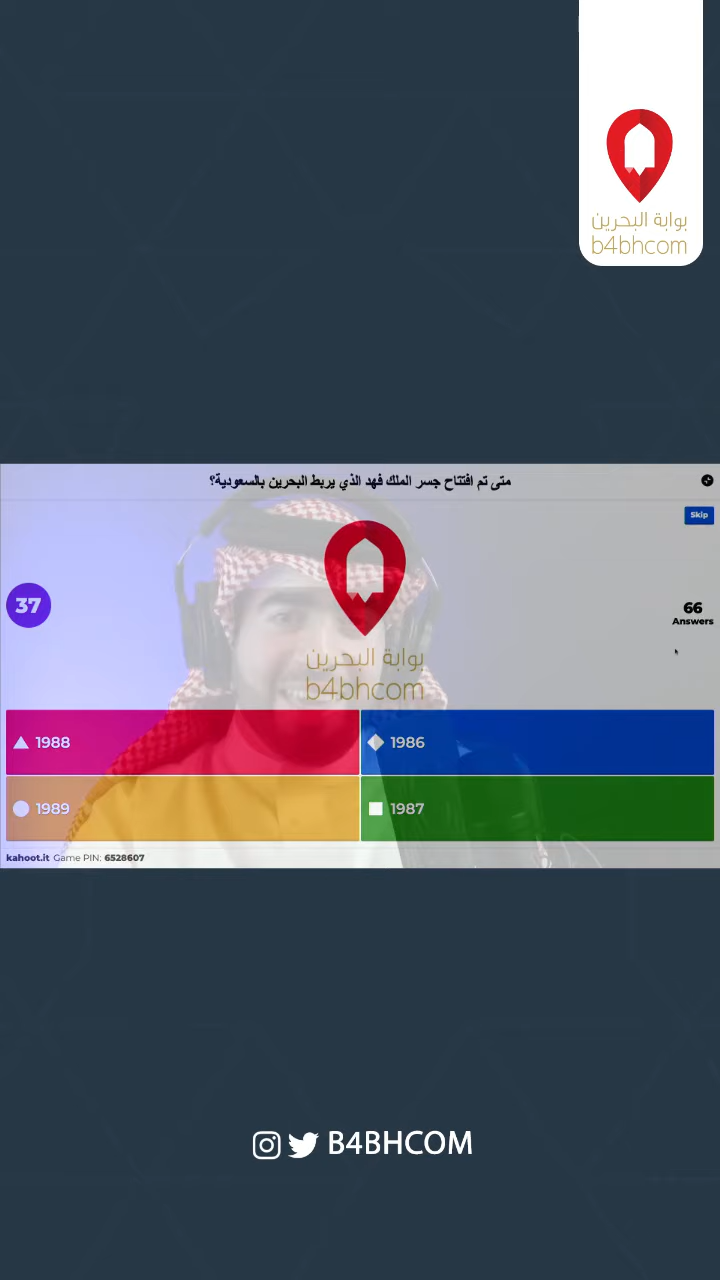 بوابة البحرين
b4bhcom
متى تم افتتاح جسر الملك فهد الذي يربط البحرين بالسعودية؟
Skip
37
66
Answers
بوابة البحرين
b4bhcom
1988
1986
1989
1987
kahoot.it Game PIN: 6528607
B4BHCOM